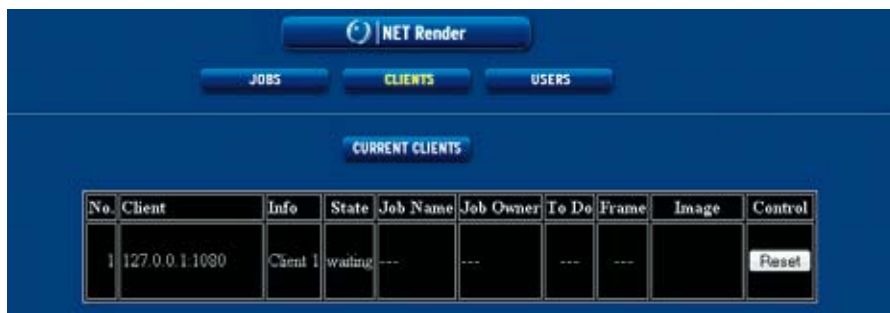 NET Render
JOBS CLIENTS USERS
CURRENT CLIENTS
No. Client Info State Job Name Job Owner To Do Frame Image Control
1 127.0.0.1:1080 Client 1 waiting --- --- --- --- Reset